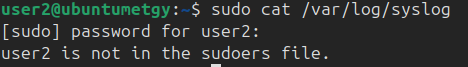 user2@ubuntumetgy:~$ sudo cat /var/log/syslog
[sudo] password for user2:
user2 is not in the sudoers file.